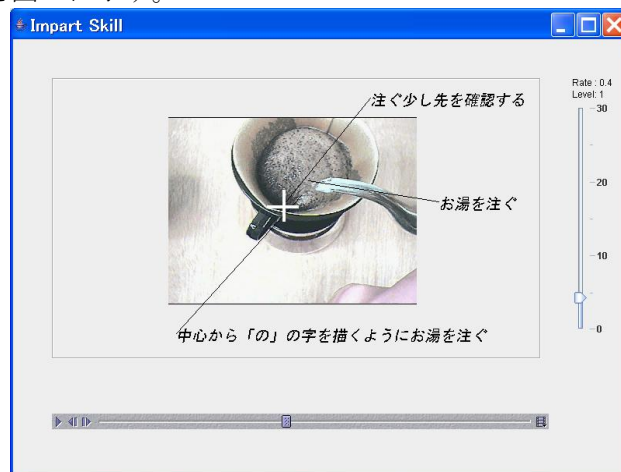 Impart Skill
Rate : 0.4
Level: 1
30
20
10
0
注ぐ少し先を確認する
お湯を注ぐ
中心から「の」の字を描くようにお湯を注ぐ